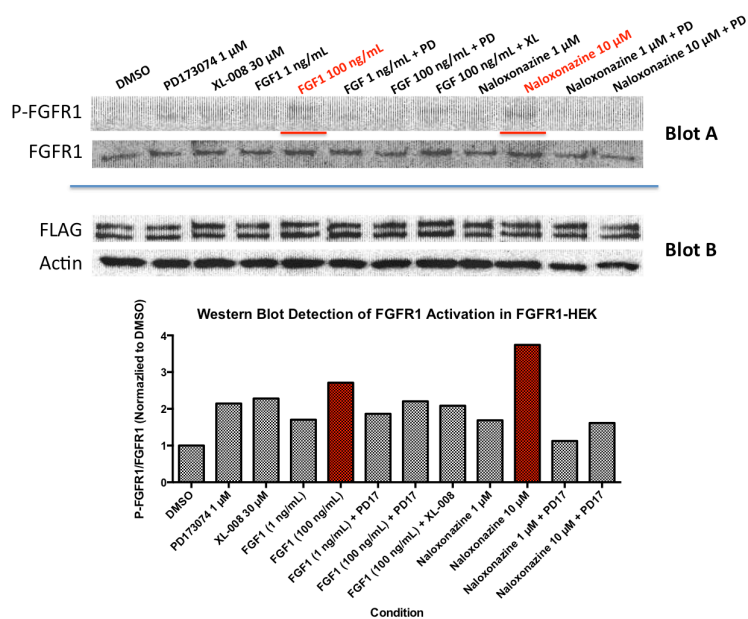 DMSO
PD173074 1 µM
XL-008 30 µM
FGF1 1 ng/mL
FGF1 100 ng/mL
FGF 1 ng/mL + PD
FGF 100 ng/mL + PD
FGF 100 ng/mL + XL
Naloxonazine 1 µM
Naloxonazine 10 µM
Naloxonazine 1 µM + PD
Naloxonazine 10 µM + PD
P-FGFR1
FGFR1
Blot A
FLAG
Actin
Blot B
Western Blot Detection of FGFR1 Activation in FGFR1-HEK
P-FGFR1/FGFR1 (Normazlied to DMSO)
4
3
2
1
0
DMSO
PD173074 1 µM
XL-008 30 µM
FGF1 (1 ng/mL)
FGF1 (100 ng/mL)
FGF1 (1 ng/mL) + PD17
FGF1 (100 ng/mL) + PD17
FGF1 (100 ng/mL) + XL-008
Naloxonazine 1 µM
Naloxonazine 10 µM
Naloxonazine 1 µM + PD17
Naloxonazine 10 µM + PD17
Condition